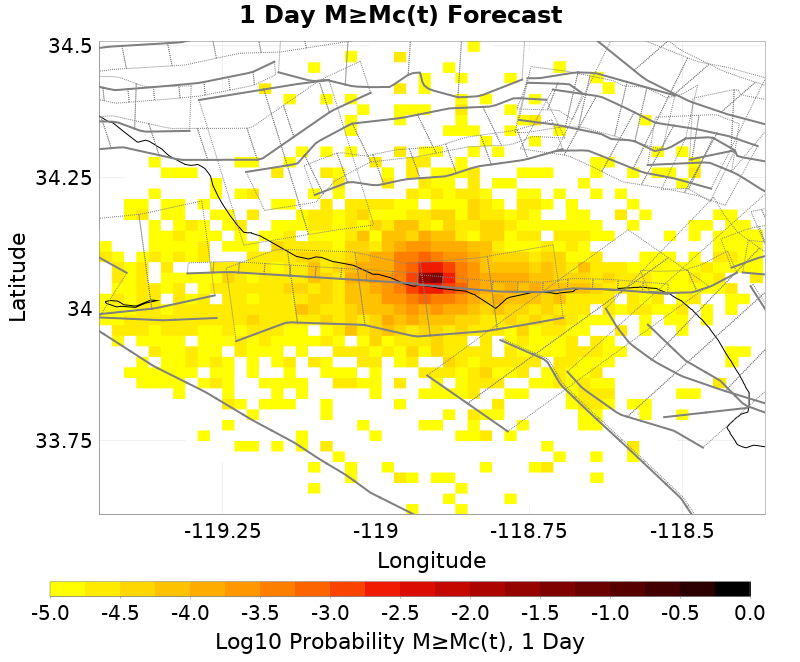 1 Day M≥Mc(t) Forecast
34.5
34.25
34
33.75
Latitude
-119.25 -119 -118.75 -118.5
Longitude
-5.0 -4.5 -4.0 -3.5 -3.0 -2.5 -2.0 -1.5 -1.0 -0.5 0.0
Log10 Probability M≥Mc(t), 1 Day